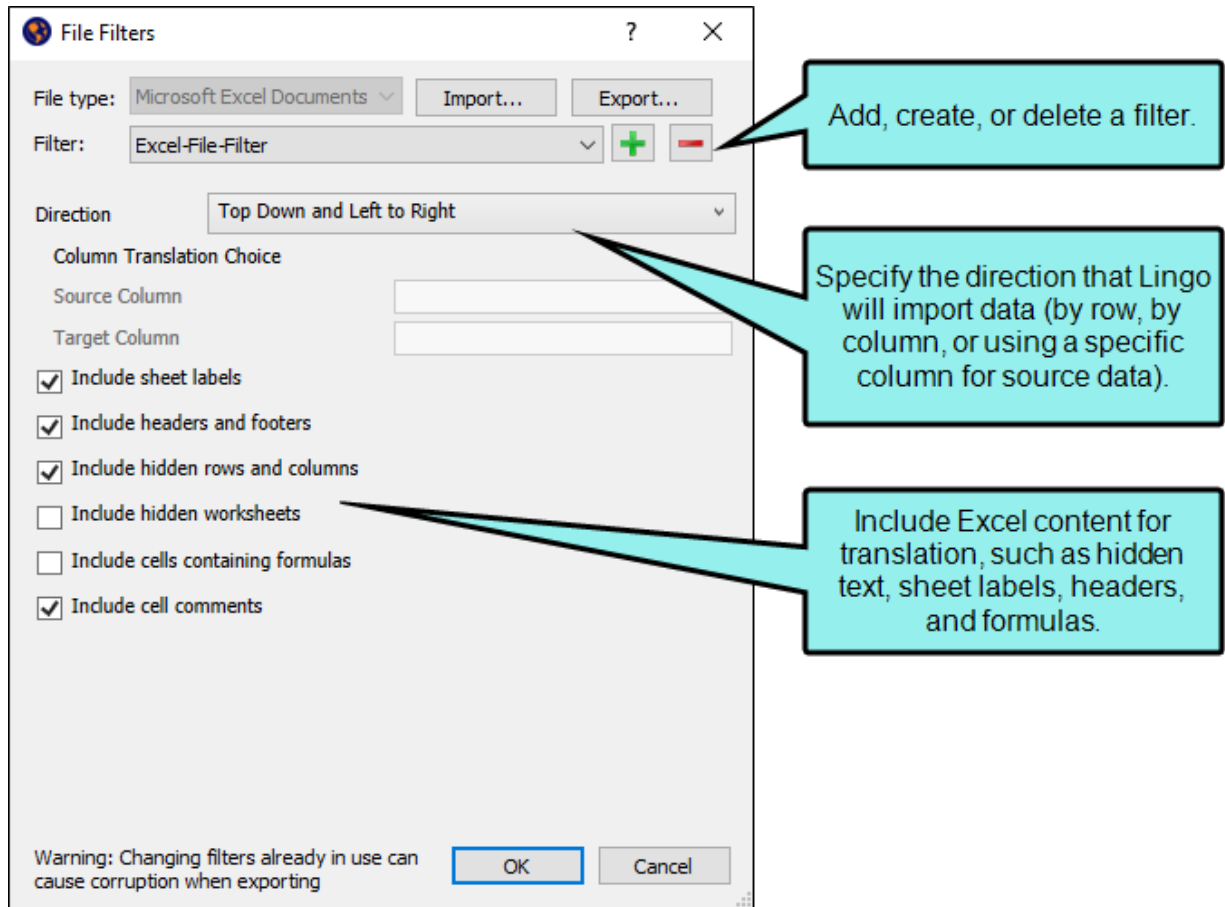 File Filters
?
File type: Microsoft Excel Documents Import... Export...
Filter: Excel-File-Filter
Add, create, or delete a filter.
Direction Top Down and Left to Right
Column Translation Choice
Source Column
Target Column
Specify the direction that Lingo
will import data (by row, by
column, or using a specific
column for source data).
Include sheet labels
Include headers and footers
Include hidden rows and columns
Include hidden worksheets
Include cells containing formulas
Include cell comments
Include Excel content for
translation, such as hidden
text, sheet labels, headers,
and formulas.
Warning: Changing filters already in use can
cause corruption when exporting
OK Cancel